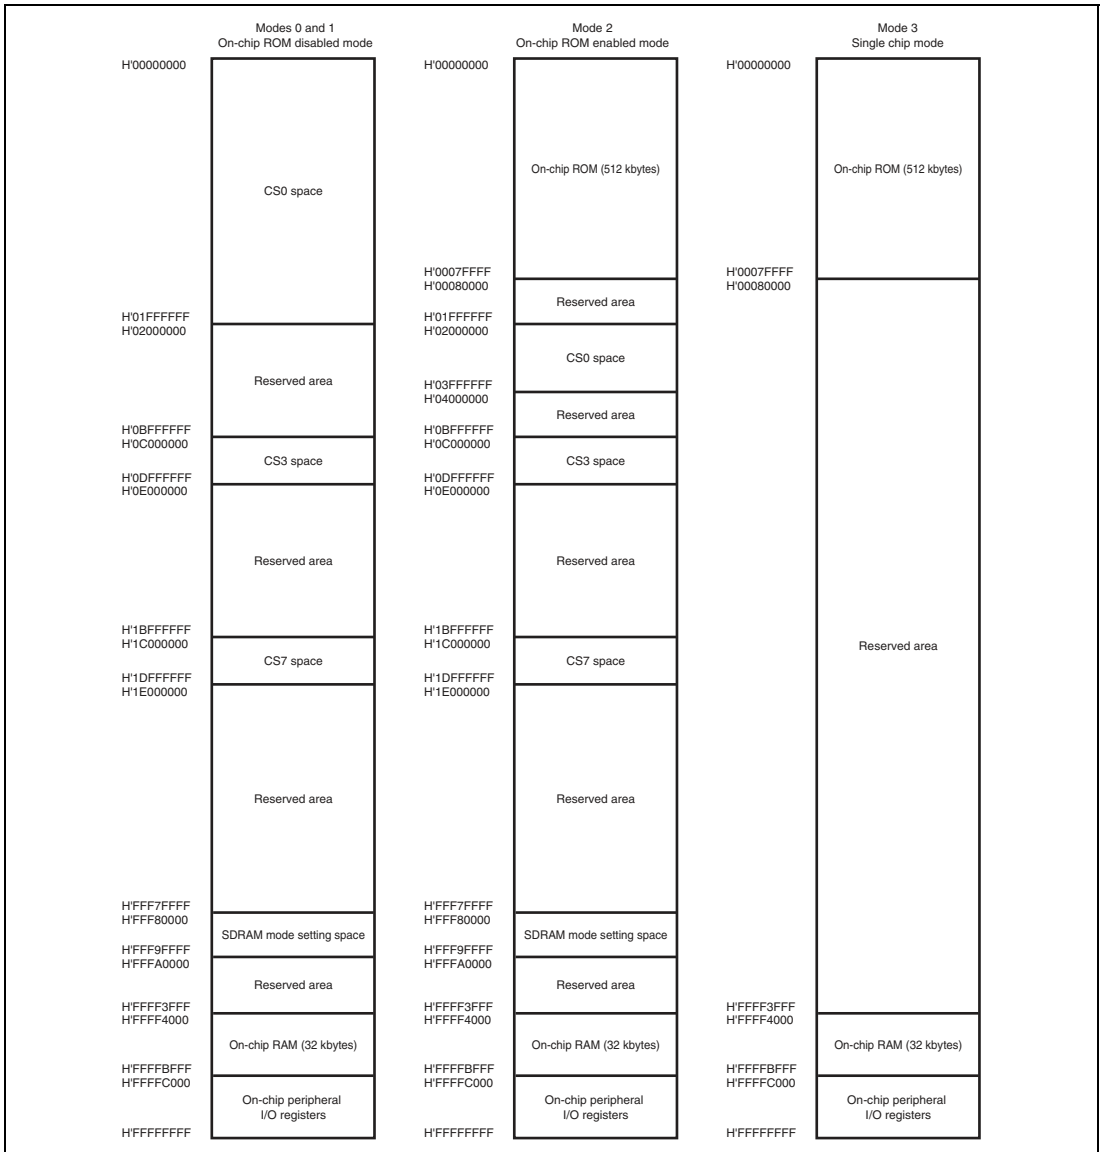 Modes 0 and 1
On-chip ROM disabled mode
H'00000000
CS0 space
H'01FFFFFF
H'02000000
Reserved area
H'0BFFFFFF
H'0C000000
CS3 space
H'0DFFFFFF
H'0E000000
Reserved area
H'1BFFFFFF
H'1C000000
CS7 space
H'1DFFFFFF
H'1E000000
Reserved area
H'FFF7FFFF
H'FFF80000
SDRAM mode setting space
H'FFF9FFFF
H'FFFA0000
Reserved area
H'FFFF3FFF
H'FFFF4000
On-chip RAM (32 kbytes)
H'FFFFBFFF
H'FFFFC000
On-chip peripheral
I/O registers
H'FFFFFFFF
Mode 2
On-chip ROM enabled mode
H'00000000
On-chip ROM (512 kbytes)
H'0007FFFF
H'00080000
Reserved area
H'01FFFFFF
H'02000000
CS0 space
H'03FFFFFF
H'04000000
Reserved area
H'0BFFFFFF
H'0C000000
CS3 space
H'0DFFFFFF
H'0E000000
Reserved area
H'1BFFFFFF
H'1C000000
CS7 space
H'1DFFFFFF
H'1E000000
Reserved area
H'FFF7FFFF
H'FFF80000
SDRAM mode setting space
H'FFF9FFFF
H'FFFA0000
Reserved area
H'FFFF3FFF
H'FFFF4000
On-chip RAM (32 kbytes)
H'FFFFBFFF
H'FFFFC000
On-chip peripheral
I/O registers
H'FFFFFFFF
Mode 3
Single chip mode
H'00000000
On-chip ROM (512 kbytes)
H'0007FFFF
H'00080000
Reserved area
H'FFFF3FFF
H'FFFF4000
On-chip RAM (32 kbytes)
H'FFFFBFFF
H'FFFFC000
On-chip peripheral
I/O registers
H'FFFFFFFF